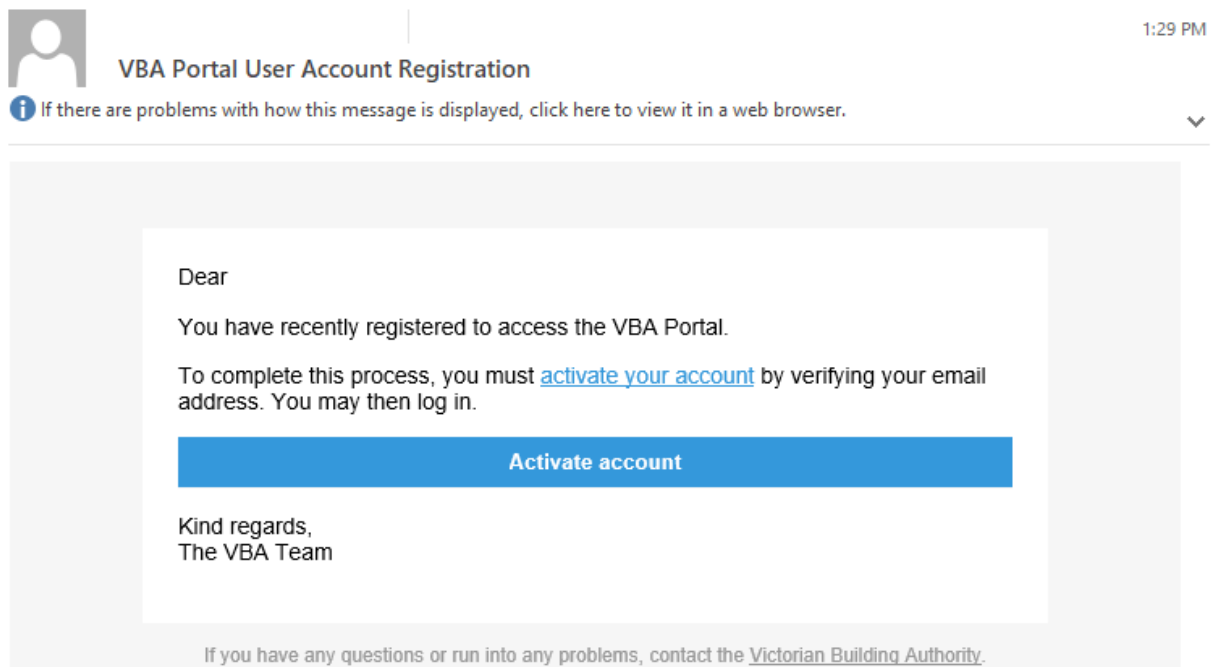 1:29 PM
VBA Portal User Account Registration
If there are problems with how this message is displayed, click here to view it in a web browser.
Dear
You have recently registered to access the VBA Portal.
To complete this process, you must activate your account by verifying your email
address. You may then log in.
Activate account
Kind regards,
The VBA Team
If you have any questions or run into any problems, contact the Victorian Building Authority.